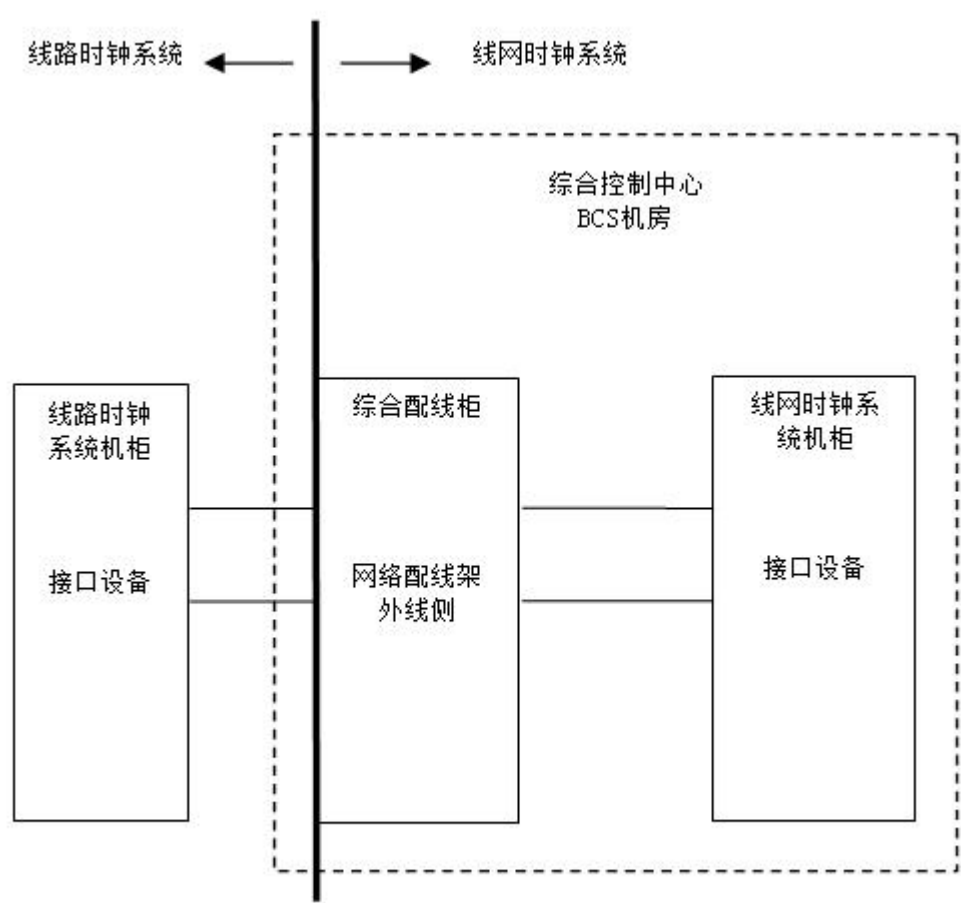 线路时钟系统
线网时钟系统
综合控制中心
BCS机房
线路时钟
系统机柜
接口设备
综合配线柜
网络配线架
外线侧
线网时钟系
统机柜
接口设备